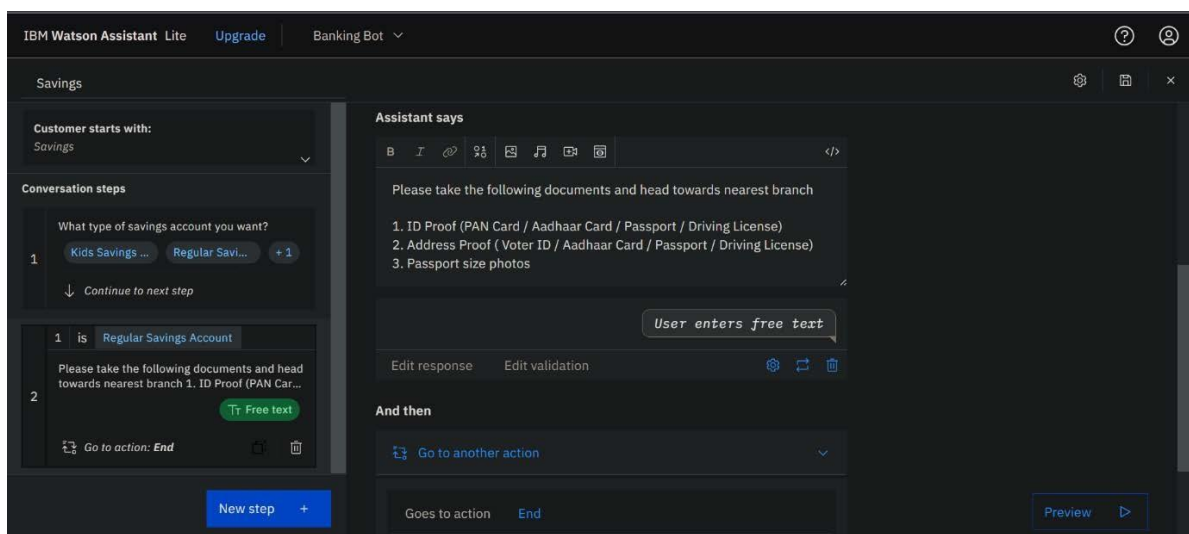 IBM Watson Assistant Lite Upgrade Banking Bot
Savings
Customer starts with:
Savings
Conversation steps
1
What type of savings account you want?
Kids Savings ... Regular Savi... + 1
Continue to next step
2
1 is Regular Savings Account
Please take the following documents and head
towards nearest branch 1. ID Proof (PAN Car...
Tт Free text
Go to action: End
New step +
Assistant says
B I </>
Please take the following documents and head towards nearest branch
1. ID Proof (PAN Card / Aadhaar Card / Passport / Driving License)
2. Address Proof ( Voter ID / Aadhaar Card / Passport / Driving License)
3. Passport size photos
User enters free text
Edit response Edit validation
And then
Go to another action
Goes to action End
Preview